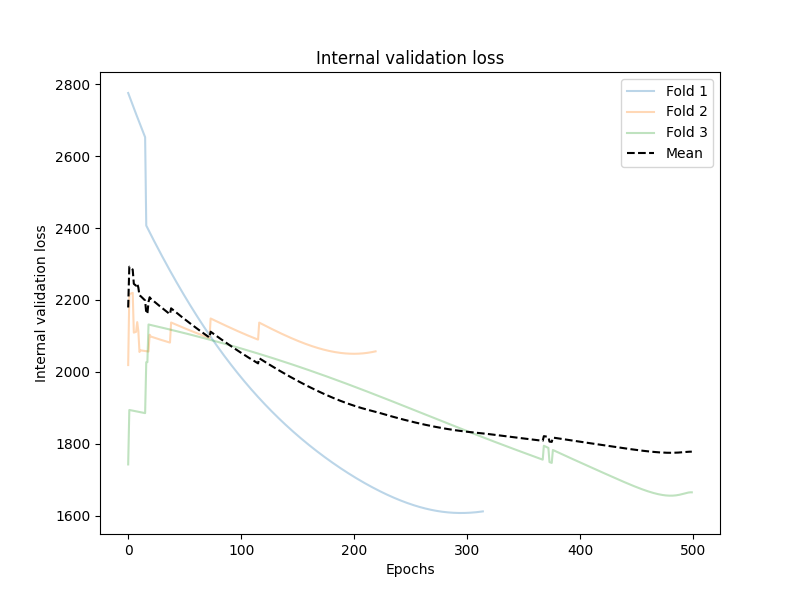 Internal validation loss
Fold 1
Fold 2
Fold 3
Mean
Internal validation loss
2800
2600
2400
2200
2000
1800
1600
0 100 200 300 400 500
Epochs